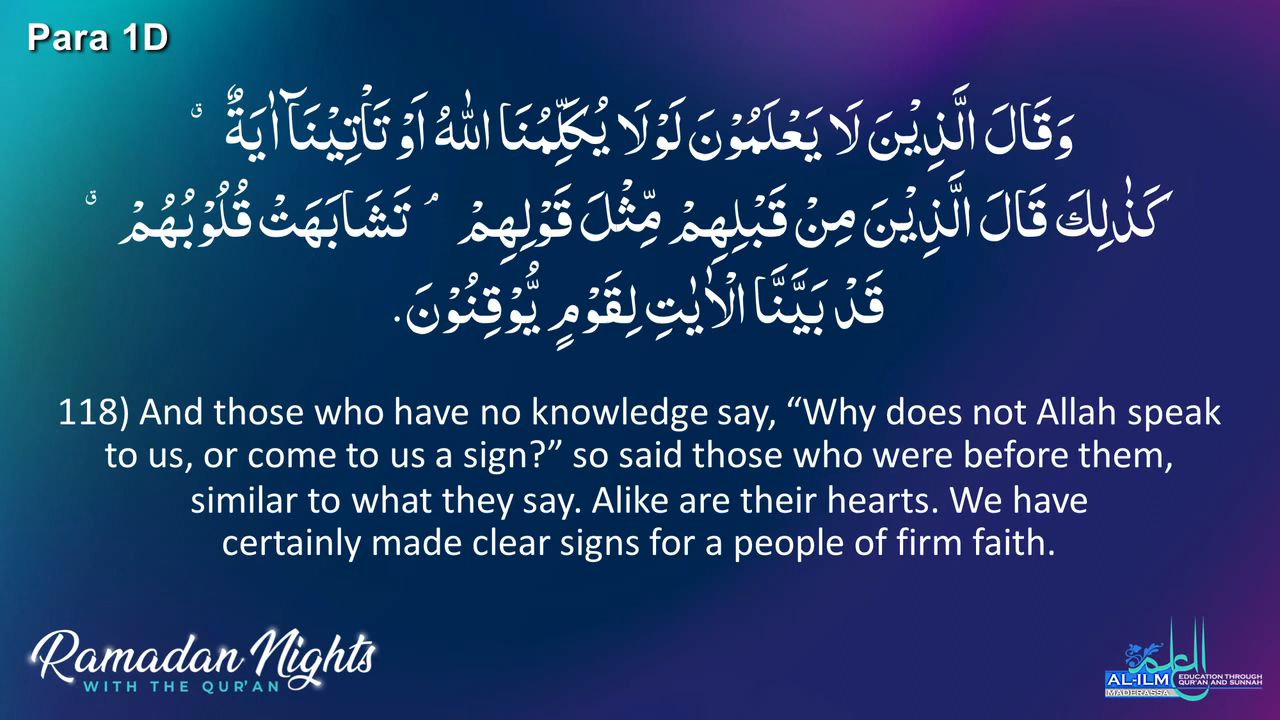 Para 1D
وَقَالَ الَّذِيْنَ لَا يَعْلَمُوْنَ لَوْلَا يُكَلِّمُنَا اللهُ اَوْ تَاْتِيْنَآ اٰيَةٌ ۗ
كَذٰلِكَ قَالَ الَّذِيْنَ مِنْ قَبْلِهِمْ مِّثْلَ قَوْلِهِمْ ۘ تَشَابَهَتْ قُلُوْبُهُمْ ۗ
قَدْ بَيَّنَّا الْاٰيٰتِ لِقَوْمٍ يُّوْقِنُوْنَ.
118) And those who have no knowledge say, “Why does not Allah speak
to us, or come to us a sign?” so said those who were before them,
similar to what they say. Alike are their hearts. We have
certainly made clear signs for a people of firm faith.
Ramadan Nights
WITH THE QUR'AN
العلم
AL-ILM
MADERASSA
EDUCATION THROUGH
QUR'AN AND SUNNAH